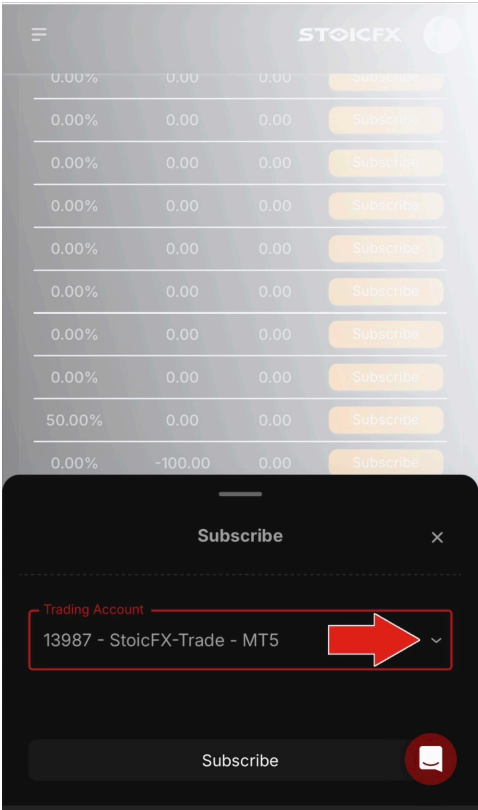 STOICFX
0.00% 0.00 0.00 Subscribe
0.00% 0.00 0.00 Subscribe
0.00% 0.00 0.00 Subscribe
0.00% 0.00 0.00 Subscribe
0.00% 0.00 0.00 Subscribe
0.00% 0.00 0.00 Subscribe
0.00% 0.00 0.00 Subscribe
0.00% 0.00 0.00 Subscribe
50.00% 0.00 0.00 Subscribe
0.00% -100.00 0.00 Subscribe
Subscribe
Trading Account
13987 - StoicFX-Trade - MT5
Subscribe